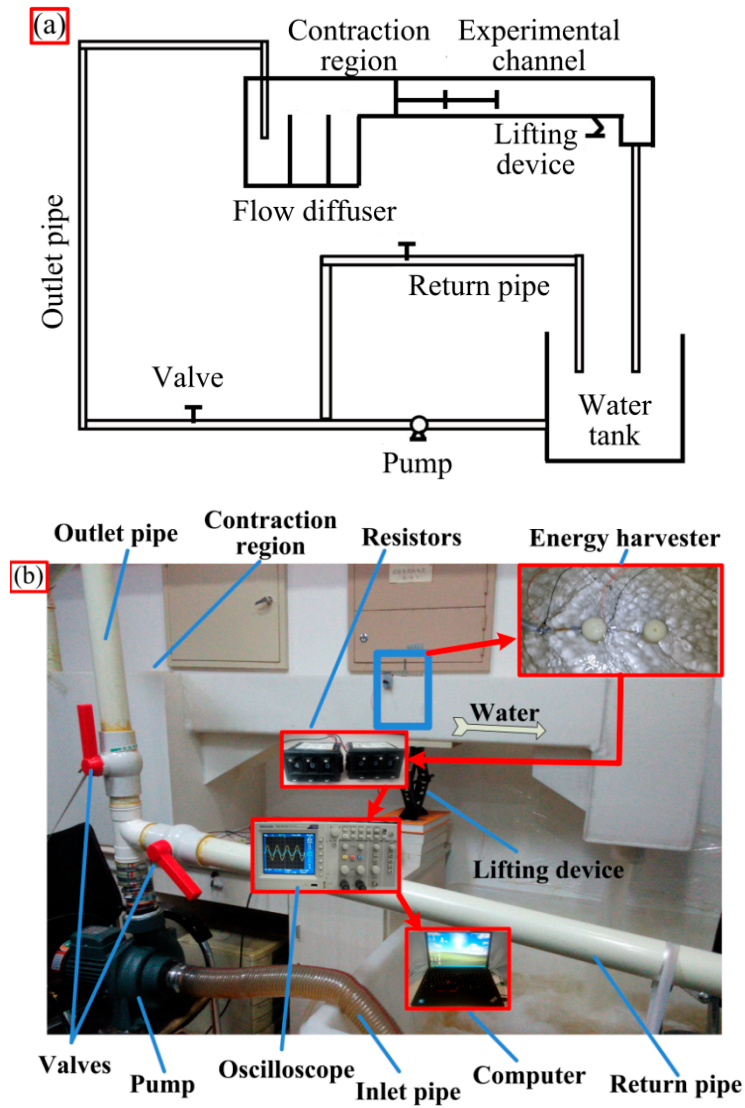 (a)
Contraction
region
Experimental
channel
Lifting
device
Flow diffuser
Outlet pipe
Return pipe
Valve
Water
tank
Pump
Outlet pipe
Contraction
region
Resistors
Energy harvester
(b)
Water
Lifting device
Valves
Pump
Oscilloscope
Inlet pipe
Computer
Return pipe